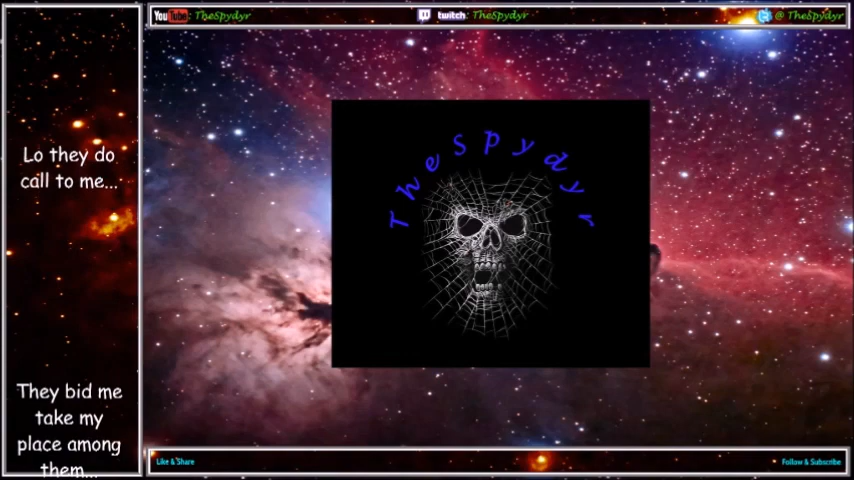 YouTube: TheSpydyr
twitch: TheSpydyr
@ TheSpydyr
Lo they do
call to me...
TheSpydyr
They bid me
take my
place among
them...
Like & Share
Follow & Subscribe